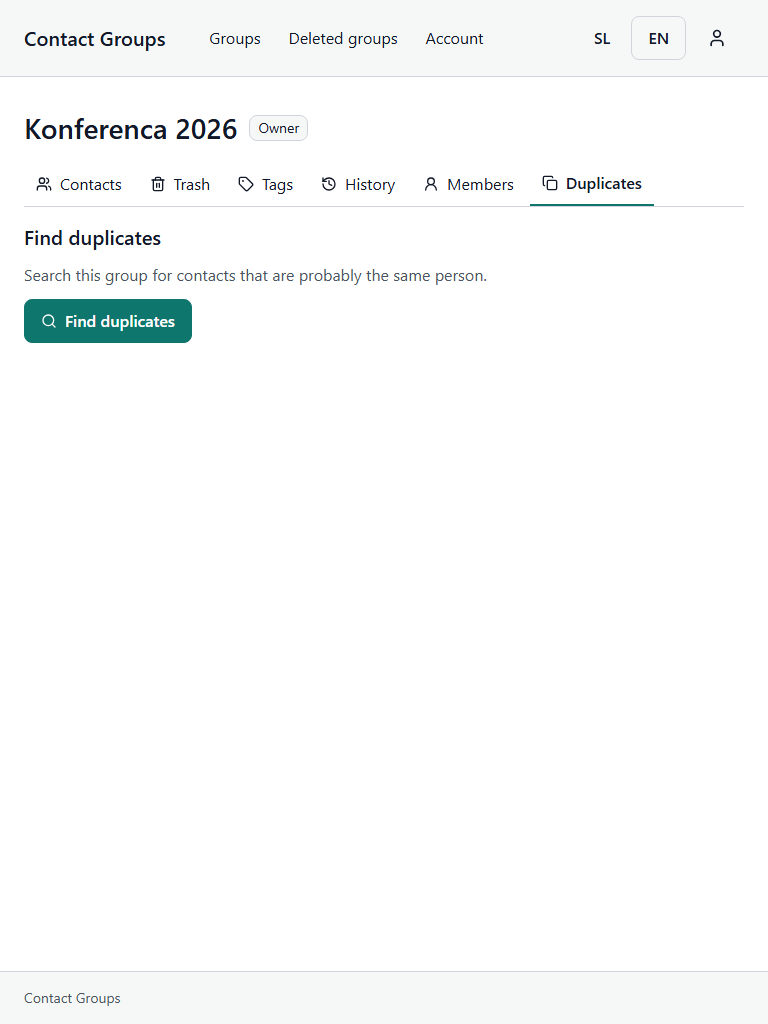 Contact Groups Groups Deleted groups Account SL EN
Konferenca 2026 Owner
Contacts Trash Tags History Members Duplicates
Find duplicates
Search this group for contacts that are probably the same person.
Find duplicates
Contact Groups